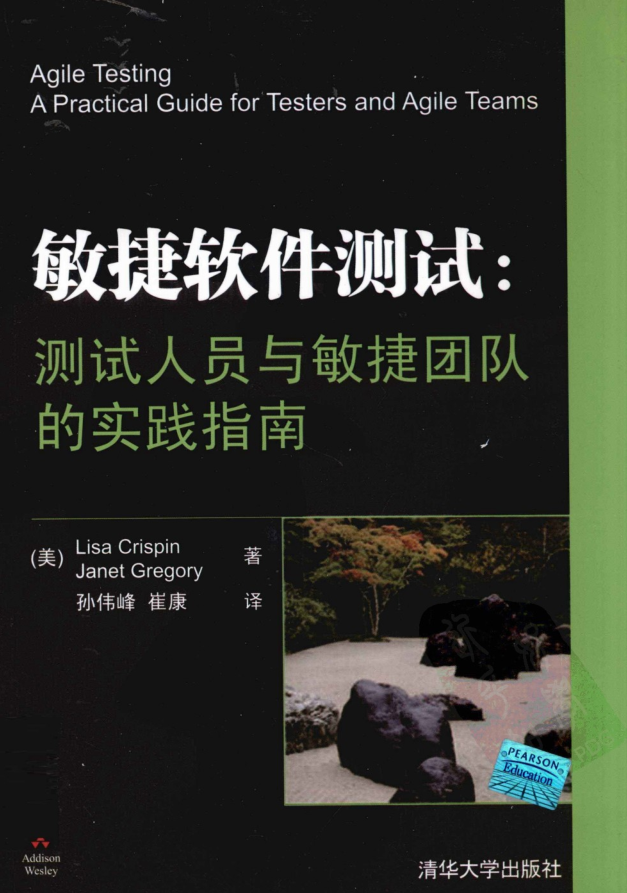 Agile Testing
A Practical Guide for Testers and Agile Teams
敏捷软件测试：
测试人员与敏捷团队
的实践指南
(美) Lisa Crispin 著
Janet Gregory
孙伟峰 崔康 译
PEARSON
Education
Addison
Wesley
清华大学出版社